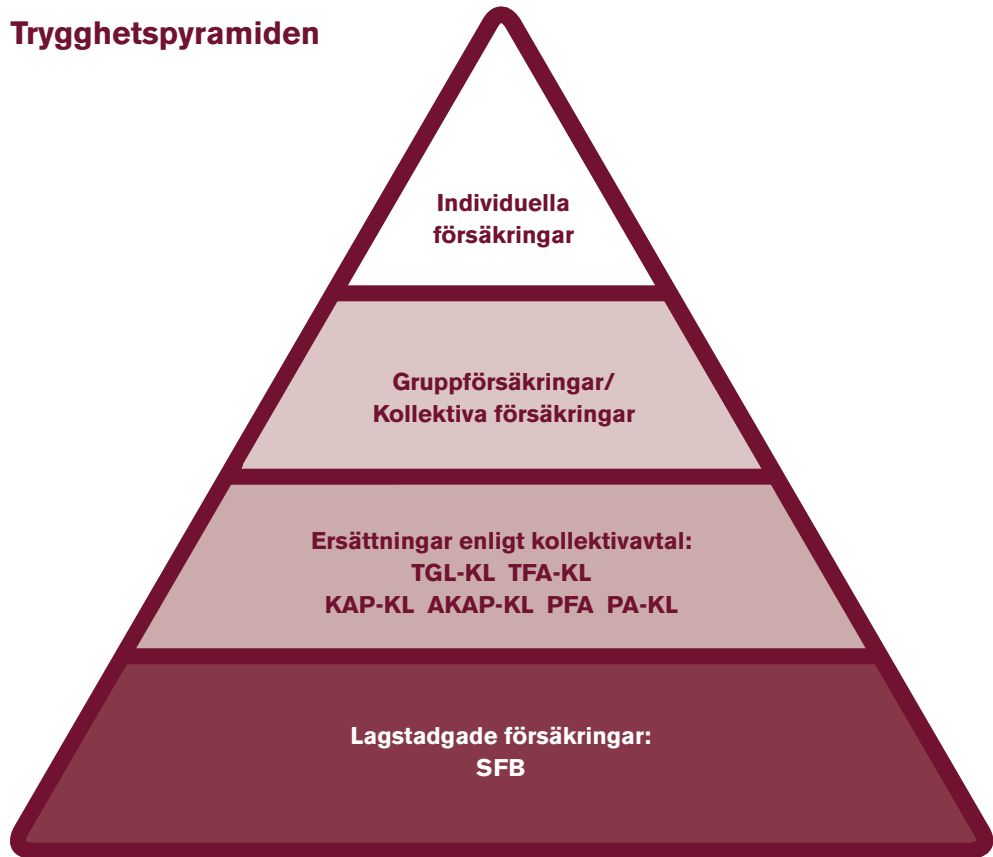 Trygghetspyramiden
Individuella
försäkringar
Gruppförsäkringar/
Kollektiva försäkringar
Ersättningar enligt kollektivavtal:
TGL-KL TFA-KL
KAP-KL AKAP-KL PFA PA-KL
Lagstadgade försäkringar:
SFB